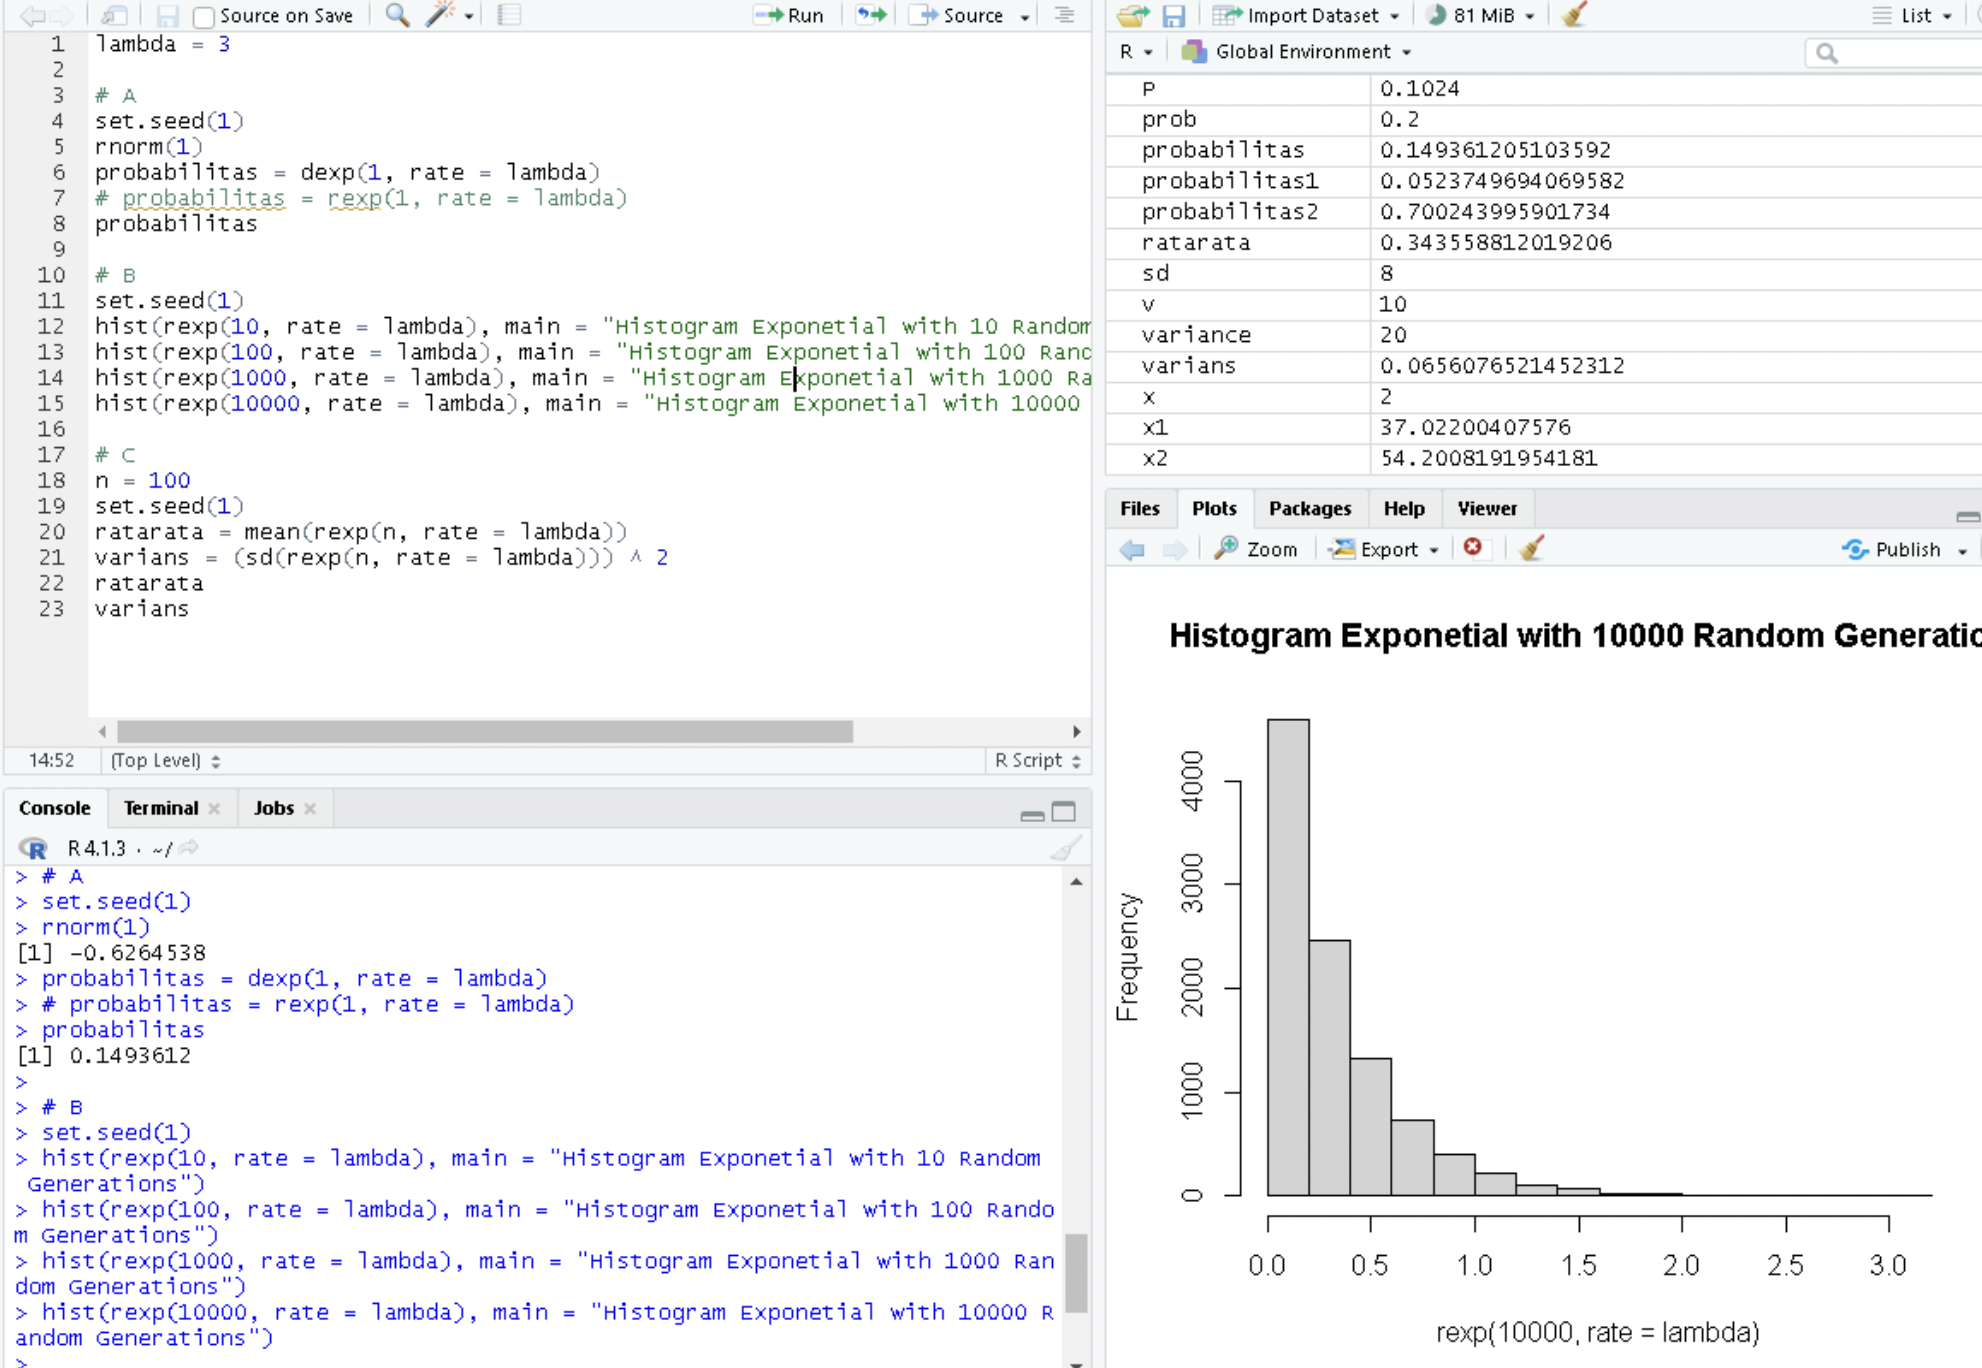 Source on Save
Run
Source
1 lambda = 3
2
3 # A
4 set.seed(1)
5 rnorm(1)
6 probabilitas = dexp(1, rate = lambda)
7 # probabilitas = rexp(1, rate = lambda)
8 probabilitas
9
10 # B
11 set.seed(1)
12 hist(rexp(10, rate = lambda), main = "Histogram Exponetial with 10 Random
13 hist(rexp(100, rate = lambda), main = "Histogram Exponetial with 100 Ranc
14 hist(rexp(1000, rate = lambda), main = "Histogram Exponetial with 1000 Ra
15 hist(rexp(10000, rate = lambda), main = "Histogram Exponetial with 10000
16
17 # C
18 n = 100
19 set.seed(1)
20 ratarata = mean(rexp(n, rate = lambda))
21 varians = (sd(rexp(n, rate = lambda))) ^ 2
22 ratarata
23 varians
14:52 (Top Level) R Script
Console Terminal Jobs
R R 4.1.3 · ~/
> # A
> set.seed(1)
> rnorm(1)
[1] -0.6264538
> probabilitas = dexp(1, rate = lambda)
> # probabilitas = rexp(1, rate = lambda)
> probabilitas
[1] 0.1493612
>
> # B
> set.seed(1)
> hist(rexp(10, rate = lambda), main = "Histogram Exponetial with 10 Random
Generations")
> hist(rexp(100, rate = lambda), main = "Histogram Exponetial with 100 Rando
m Generations")
> hist(rexp(1000, rate = lambda), main = "Histogram Exponetial with 1000 Ran
dom Generations")
> hist(rexp(10000, rate = lambda), main = "Histogram Exponetial with 10000 R
andom Generations")
>
Import Dataset 81 MiB List
R Global Environment
P 0.1024
prob 0.2
probabilitas 0.149361205103592
probabilitas1 0.0523749694069582
probabilitas2 0.700243995901734
ratarata 0.343558812019206
sd 8
v 10
variance 20
varians 0.0656076521452312
x 2
x1 37.02200407576
x2 54.2008191954181
Files Plots Packages Help Viewer
Zoom Export Publish
Histogram Exponetial with 10000 Random Generatio
Frequency
4000
3000
2000
1000
0
0.0 0.5 1.0 1.5 2.0 2.5 3.0
rexp(10000, rate = lambda)